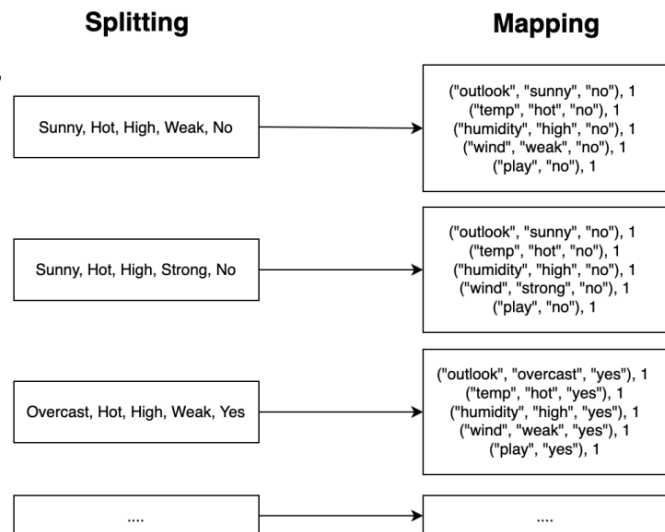 Splitting
Mapping
Sunny, Hot, High, Weak, No
("outlook", "sunny", "no"), 1
("temp", "hot", "no"), 1
("humidity", "high", "no"), 1
("wind", "weak", "no"), 1
("play", "no"), 1
Sunny, Hot, High, Strong, No
("outlook", "sunny", "no"), 1
("temp", "hot", "no"), 1
("humidity", "high", "no"), 1
("wind", "strong", "no"), 1
("play", "no"), 1
Overcast, Hot, High, Weak, Yes
("outlook", "overcast", "yes"), 1
("temp", "hot", "yes"), 1
("humidity", "high", "yes"), 1
("wind", "weak", "yes"), 1
("play", "yes"), 1
....
....